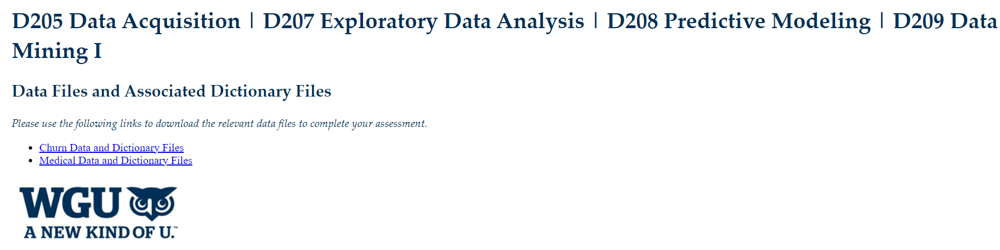 D205 Data Acquisition | D207 Exploratory Data Analysis | D208 Predictive Modeling | D209 Data
Mining I
Data Files and Associated Dictionary Files
Please use the following links to download the relevant data files to complete your assessment.
• Churn Data and Dictionary Files
• Medical Data and Dictionary Files
WGU
A NEW KIND OF U.™